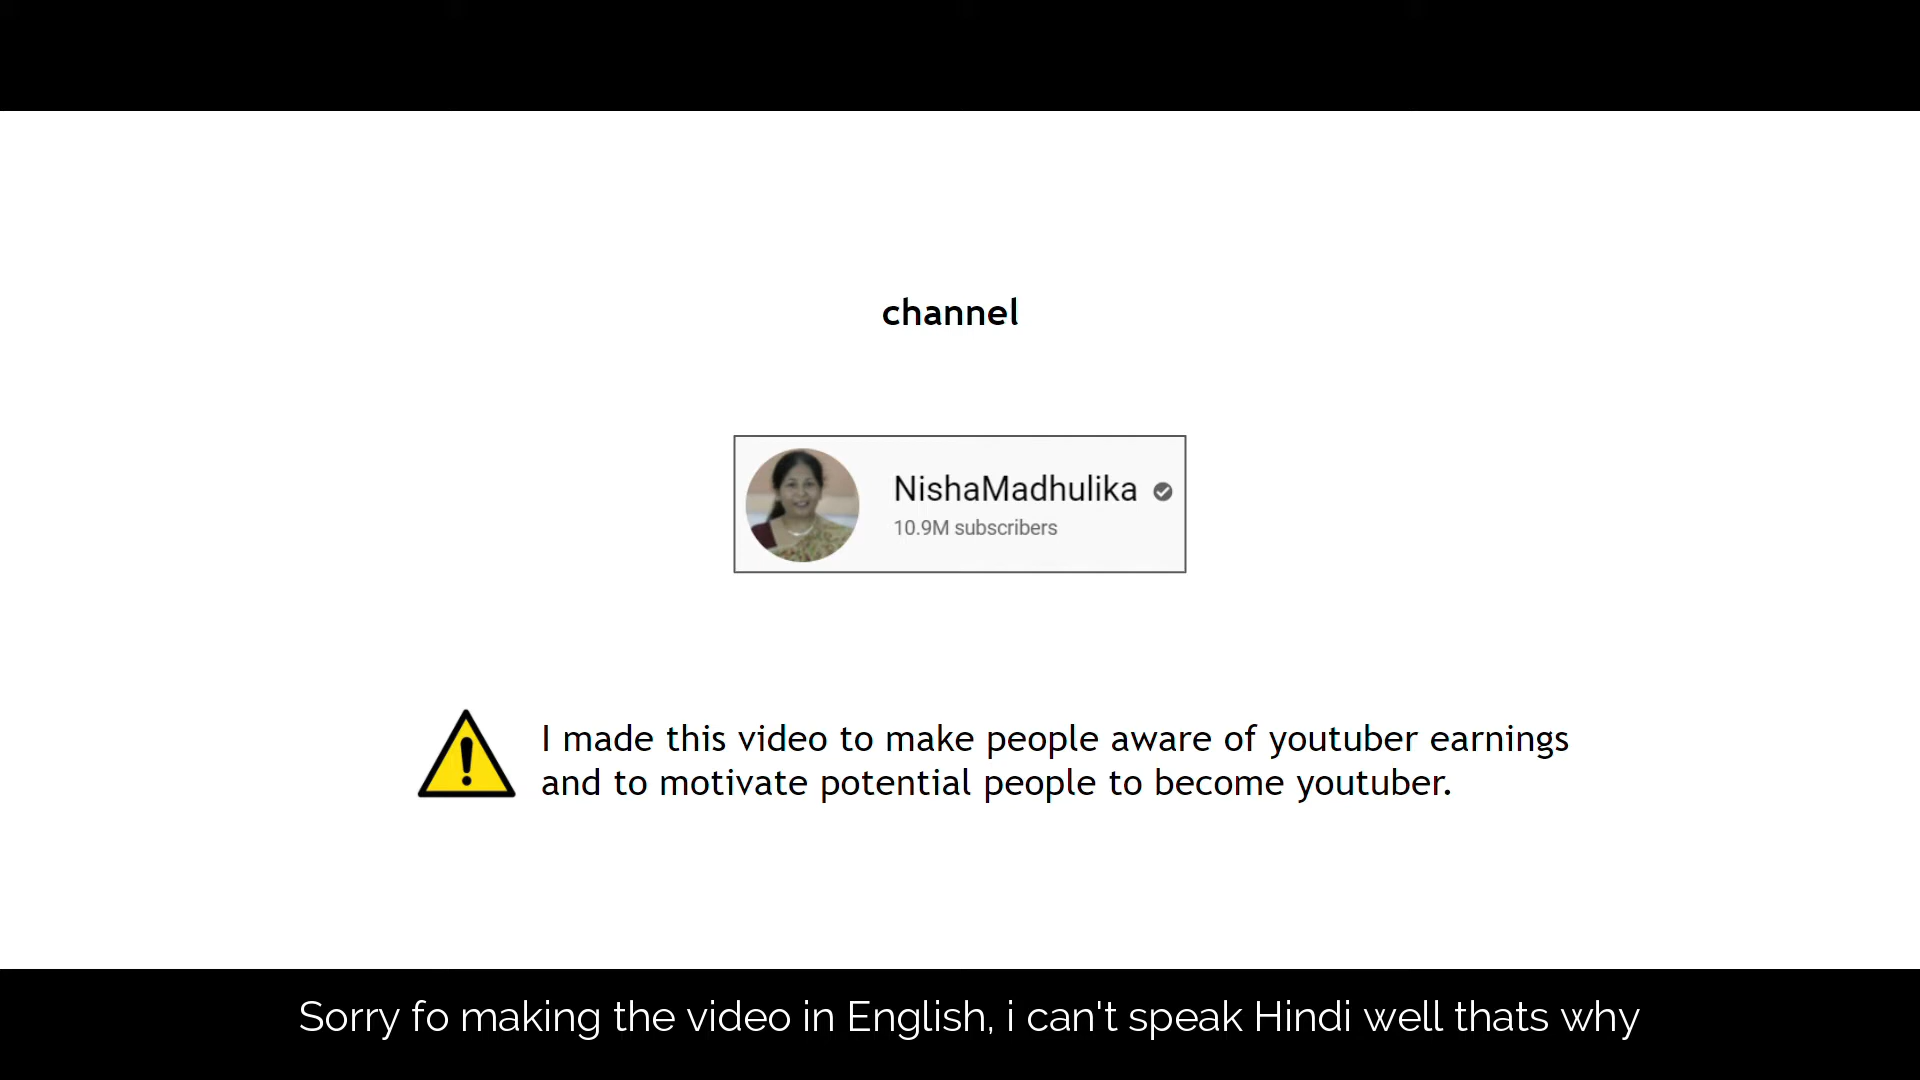 channel
NishaMadhulika
10.9M subscribers
I made this video to make people aware of youtuber earnings
and to motivate potential people to become youtuber.
Sorry fo making the video in English, i can't speak Hindi well thats why